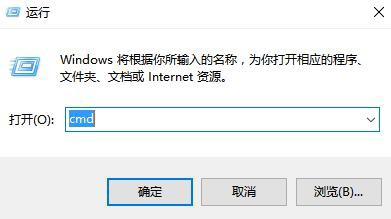 运行
Windows 将根据你所输入的名称，为你打开相应的程序、
文件夹、文档或 Internet 资源。
打开(O): cmd
确定 取消 浏览(B)...